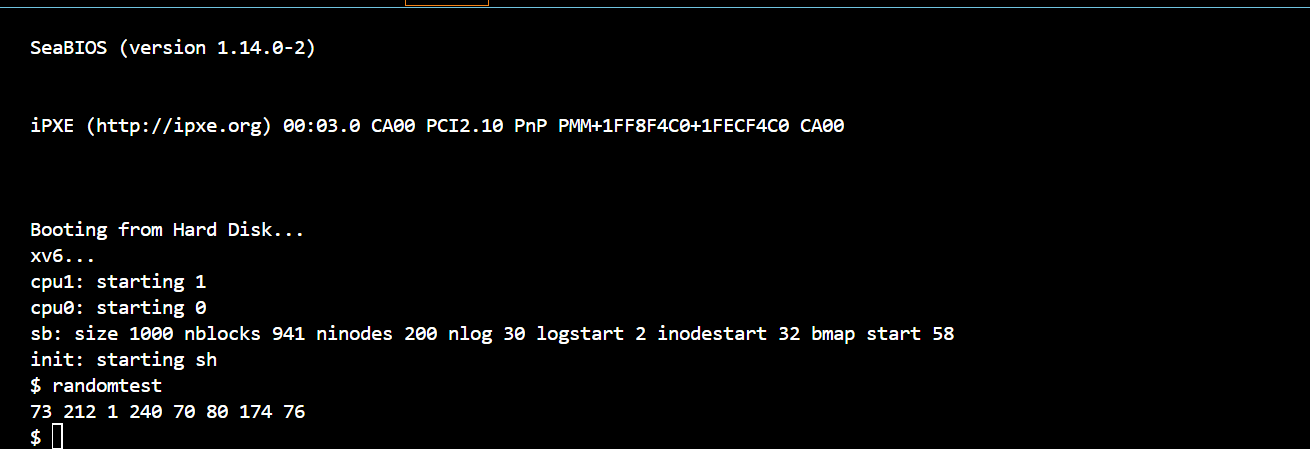 SeaBIOS (version 1.14.0-2)
iPXE (http://ipxe.org) 00:03.0 CA00 PCI2.10 PnP PMM+1FF8F4C0+1FECF4C0 CA00
Booting from Hard Disk...
xv6...
cpu1: starting 1
cpu0: starting 0
sb: size 1000 nblocks 941 ninodes 200 nlog 30 logstart 2 inodestart 32 bmap start 58
init: starting sh
$ randomtest
73 212 1 240 70 80 174 76
$